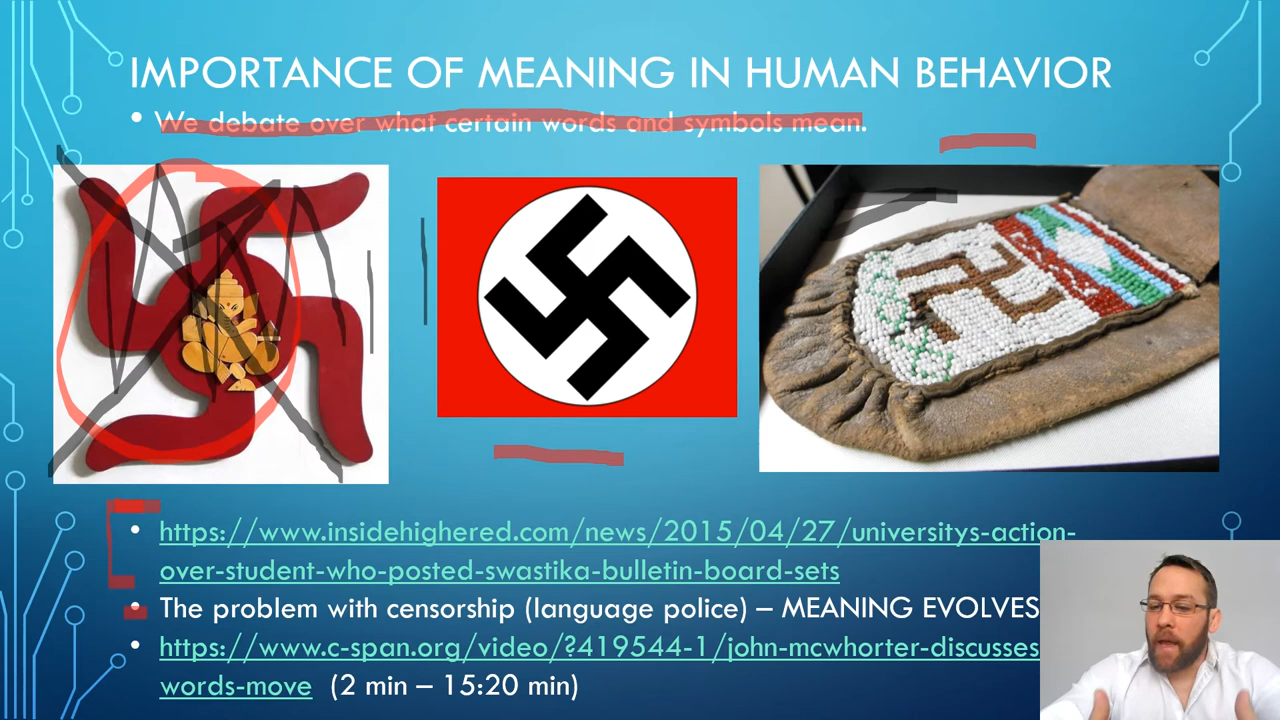 IMPORTANCE OF MEANING IN HUMAN BEHAVIOR
• We debate over what certain words and symbols mean.
• https://www.insidehighered.com/news/2015/04/27/universitys-action-
over-student-who-posted-swastika-bulletin-board-sets
• The problem with censorship (language police) – MEANING EVOLVES
• https://www.c-span.org/video/?419544-1/john-mcwhorter-discusses
words-move (2 min – 15:20 min)